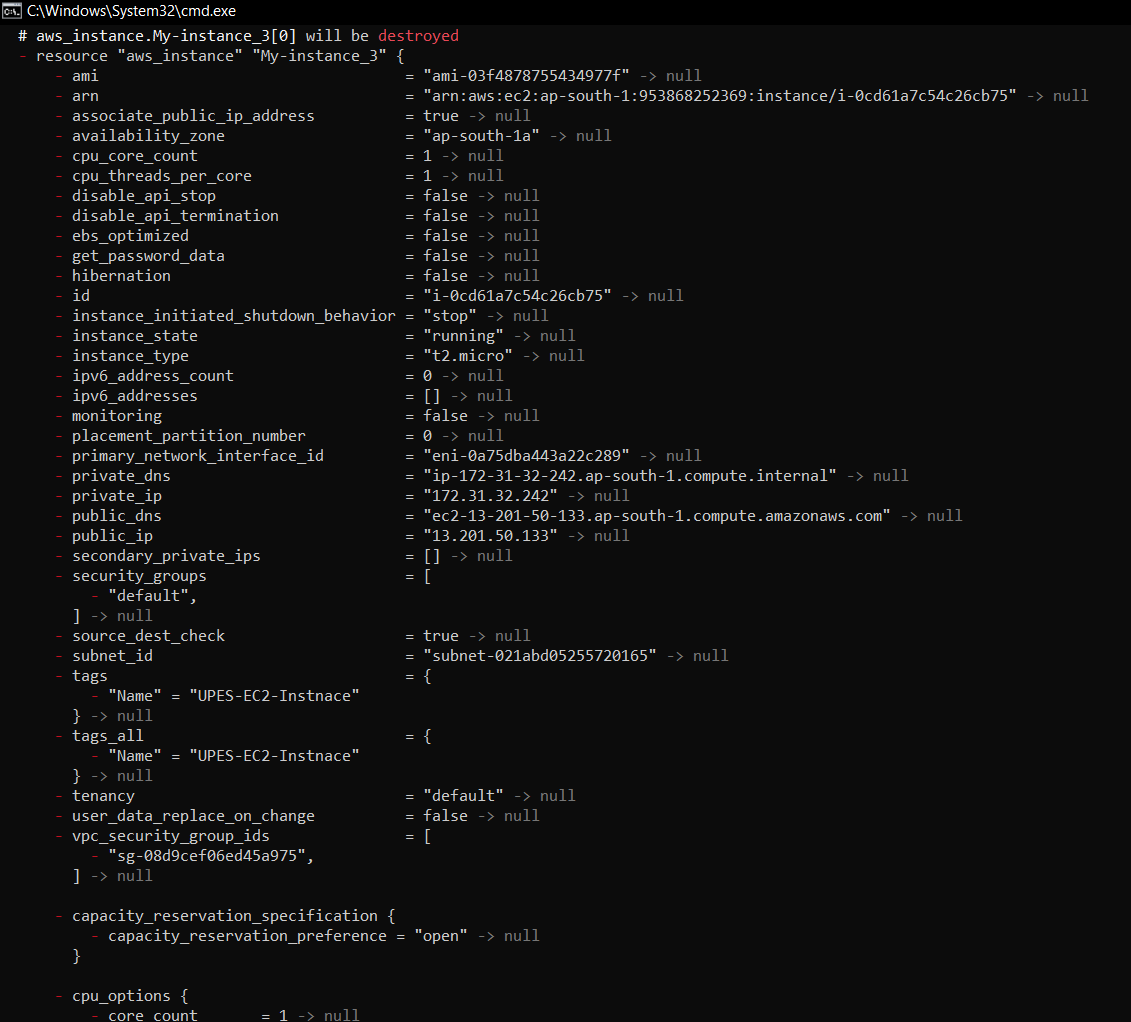 C:\Windows\System32\cmd.exe
# aws_instance.My-instance_3[0] will be destroyed
- resource "aws_instance" "My-instance_3" {
- ami = "ami-03f4878755434977f" -> null
- arn = "arn:aws:ec2:ap-south-1:953868252369:instance/i-0cd61a7c54c26cb75" -> null
- associate_public_ip_address = true -> null
- availability_zone = "ap-south-1a" -> null
- cpu_core_count = 1 -> null
- cpu_threads_per_core = 1 -> null
- disable_api_stop = false -> null
- disable_api_termination = false -> null
- ebs_optimized = false -> null
- get_password_data = false -> null
- hibernation = false -> null
- id = "i-0cd61a7c54c26cb75" -> null
- instance_initiated_shutdown_behavior = "stop" -> null
- instance_state = "running" -> null
- instance_type = "t2.micro" -> null
- ipv6_address_count = 0 -> null
- ipv6_addresses = [] -> null
- monitoring = false -> null
- placement_partition_number = 0 -> null
- primary_network_interface_id = "eni-0a75dba443a22c289" -> null
- private_dns = "ip-172-31-32-242.ap-south-1.compute.internal" -> null
- private_ip = "172.31.32.242" -> null
- public_dns = "ec2-13-201-50-133.ap-south-1.compute.amazonaws.com" -> null
- public_ip = "13.201.50.133" -> null
- secondary_private_ips = [] -> null
- security_groups = [
- "default",
] -> null
- source_dest_check = true -> null
- subnet_id = "subnet-021abd05255720165" -> null
- tags = {
- "Name" = "UPES-EC2-Instnace"
} -> null
- tags_all = {
- "Name" = "UPES-EC2-Instnace"
} -> null
- tenancy = "default" -> null
- user_data_replace_on_change = false -> null
- vpc_security_group_ids = [
- "sg-08d9cef06ed45a975",
] -> null
- capacity_reservation_specification {
- capacity_reservation_preference = "open" -> null
}
- cpu_options {
- core_count = 1 -> null